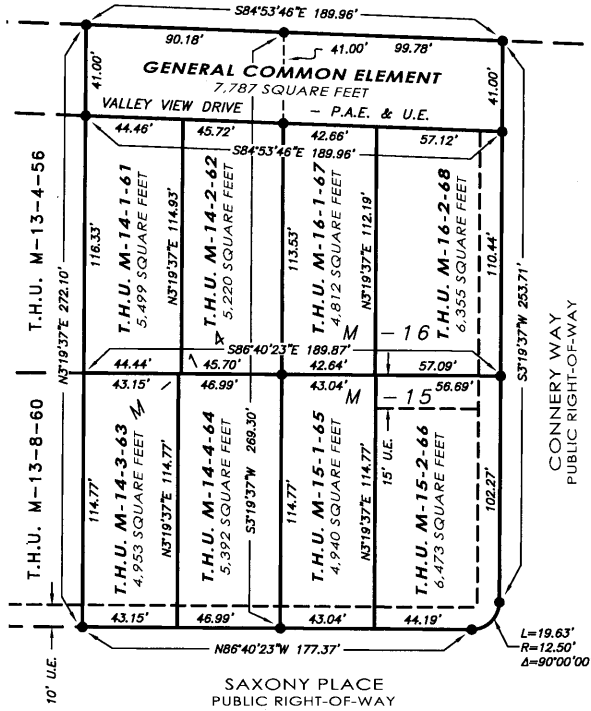 S84°53'46"E 189.96'
90.18'
41.00'
99.78'
41.00'
41.00'
GENERAL COMMON ELEMENT
7,787 SQUARE FEET
VALLEY VIEW DRIVE - P.A.E. & U.E.
44.46'
45.72'
42.66'
57.12'
S84°53'46"E 189.96'
T.H.U. M-13-4-56
N3°19'37"E 272.10'
116.33'
T.H.U. M-14-1-61
5,499 SQUARE FEET
N3°19'37"E 114.93'
T.H.U. M-14-2-62
5,220 SQUARE FEET
113.53'
T.H.U. M-16-1-67
4,812 SQUARE FEET
N3°19'37"E 112.19'
T.H.U. M-16-2-68
6,355 SQUARE FEET
110.44'
S3°19'37"W 253.71'
CONNERY WAY
PUBLIC RIGHT-OF-WAY
M - 16
S86°40'23"E 189.87'
44.44'
45.70'
42.64'
57.09'
43.15'
46.99'
43.04'
56.69'
M - 14
M - 15
T.H.U. M-13-8-60
114.77'
T.H.U. M-14-3-63
4,953 SQUARE FEET
N3°19'37"E 114.77'
T.H.U. M-14-4-64
5,392 SQUARE FEET
S3°19'37"W 269.30'
114.77'
T.H.U. M-15-1-65
4,940 SQUARE FEET
N3°19'37"E 114.77'
15' U.E.
T.H.U. M-15-2-66
6,473 SQUARE FEET
102.27'
43.15'
46.99'
43.04'
44.19'
N86°40'23"W 177.37'
L=19.63'
R=12.50'
Δ=90°00'00
10' U.E.
SAXONY PLACE
PUBLIC RIGHT-OF-WAY